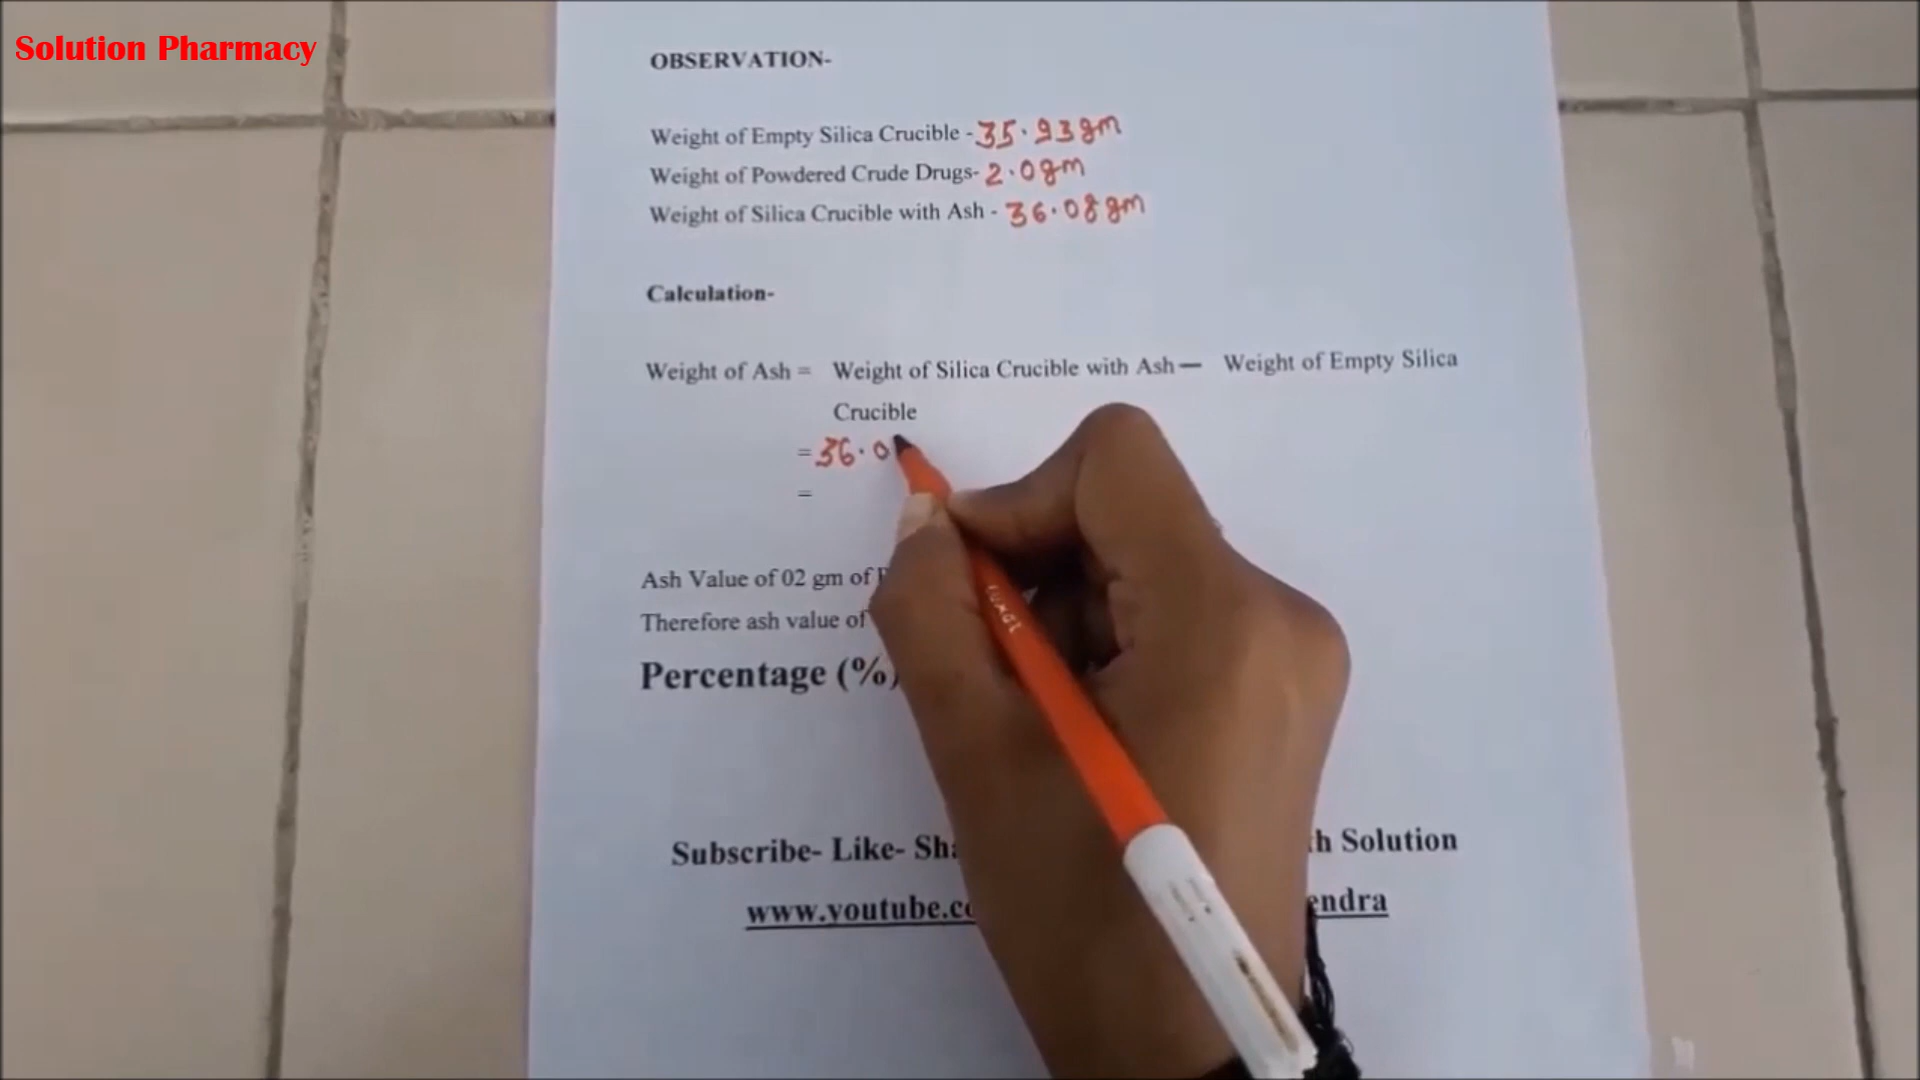 Solution Pharmacy
OBSERVATION-
Weight of Empty Silica Crucible - 35.93gm
Weight of Powdered Crude Drugs- 2.0gm
Weight of Silica Crucible with Ash - 36.08gm
Calculation-
Weight of Ash = Weight of Silica Crucible with Ash — Weight of Empty Silica
Crucible
= 36.0
=
Ash Value of 02 gm of
Therefore ash value of
Percentage (%)
Subscribe- Like- Solution
www.youtube.